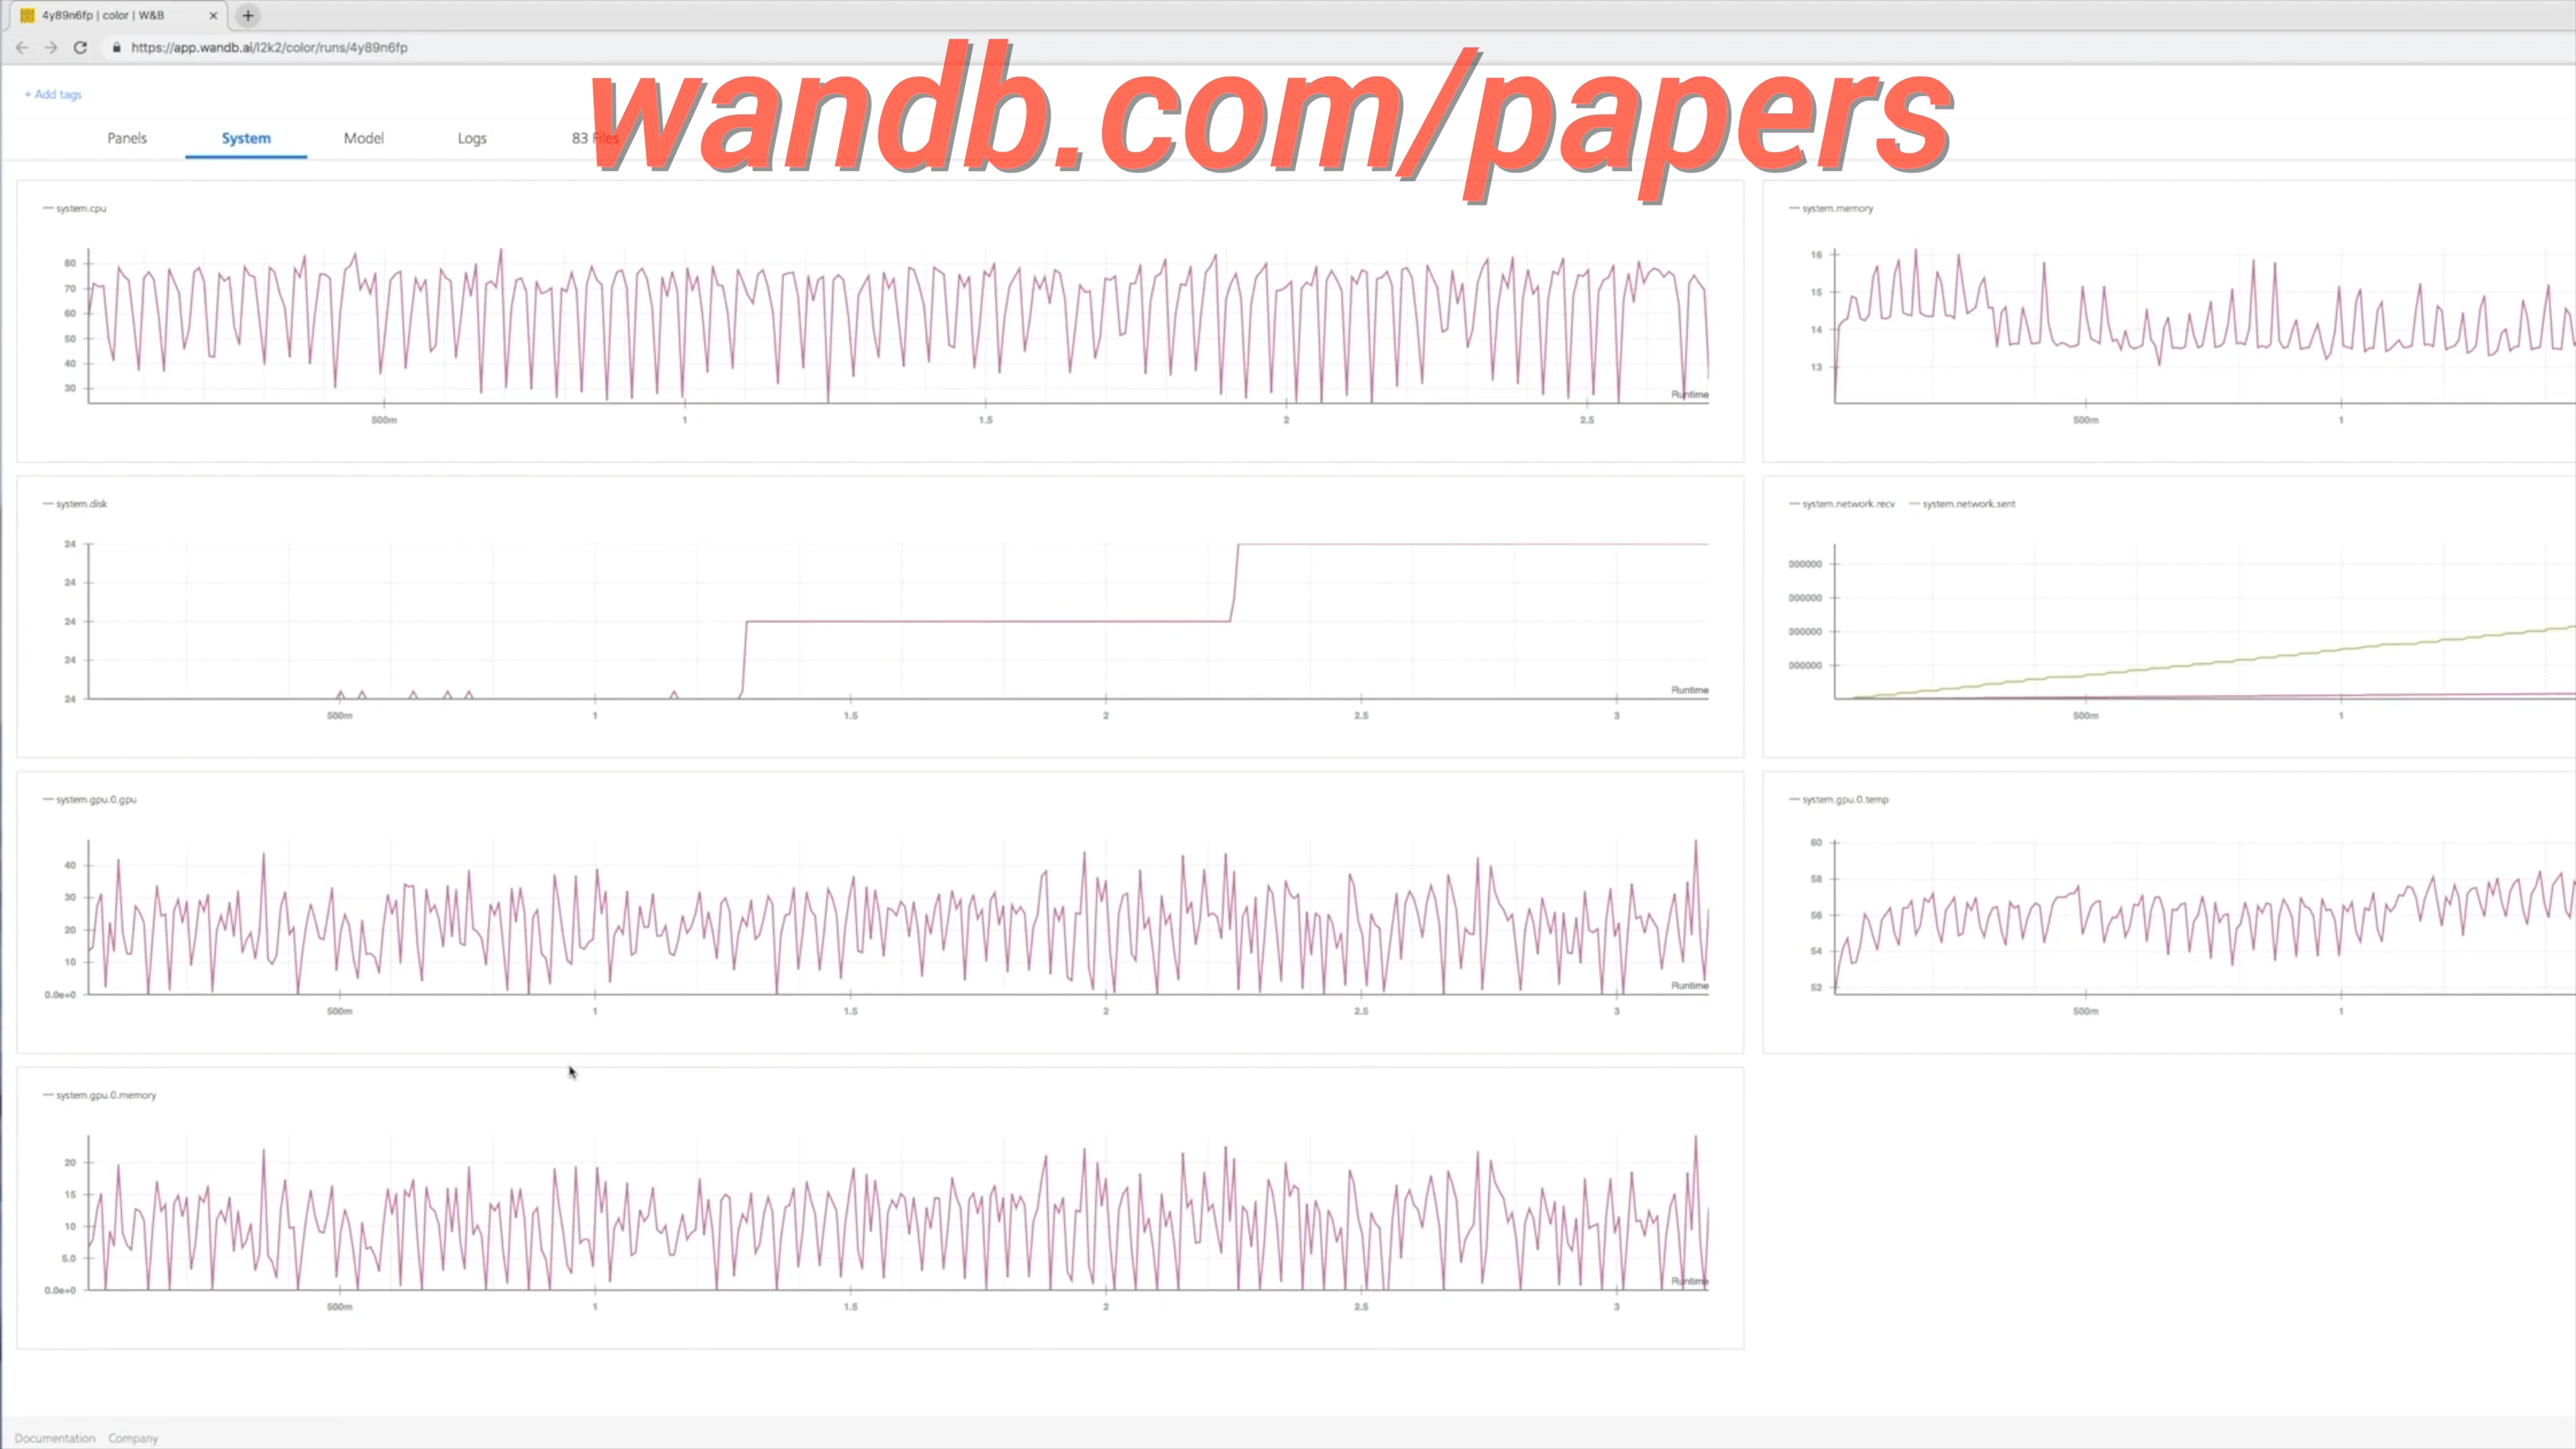 4y89n6fp | color | W&B
https://app.wandb.ai/l2k2/color/runs/4y89n6fp
wandb.com/papers
+ Add tags
Panels System Model Logs 83 Files
system.cpu
80
70
60
50
40
30
Runtime
500m 1 1.5 2 2.5
system.memory
16
15
14
13
500m 1
system.disk
24
24
24
24
24
Runtime
500m 1 1.5 2 2.5 3
system.network.recv system.network.sent
000000
000000
000000
000000
500m 1
system.gpu.0.gpu
40
30
20
10
0.0e+0
Runtime
500m 1 1.5 2 2.5 3
system.gpu.0.temp
60
58
56
54
52
500m 1
system.gpu.0.memory
20
15
10
5.0
0.0e+0
Runtime
500m 1 1.5 2 2.5 3
Documentation Company